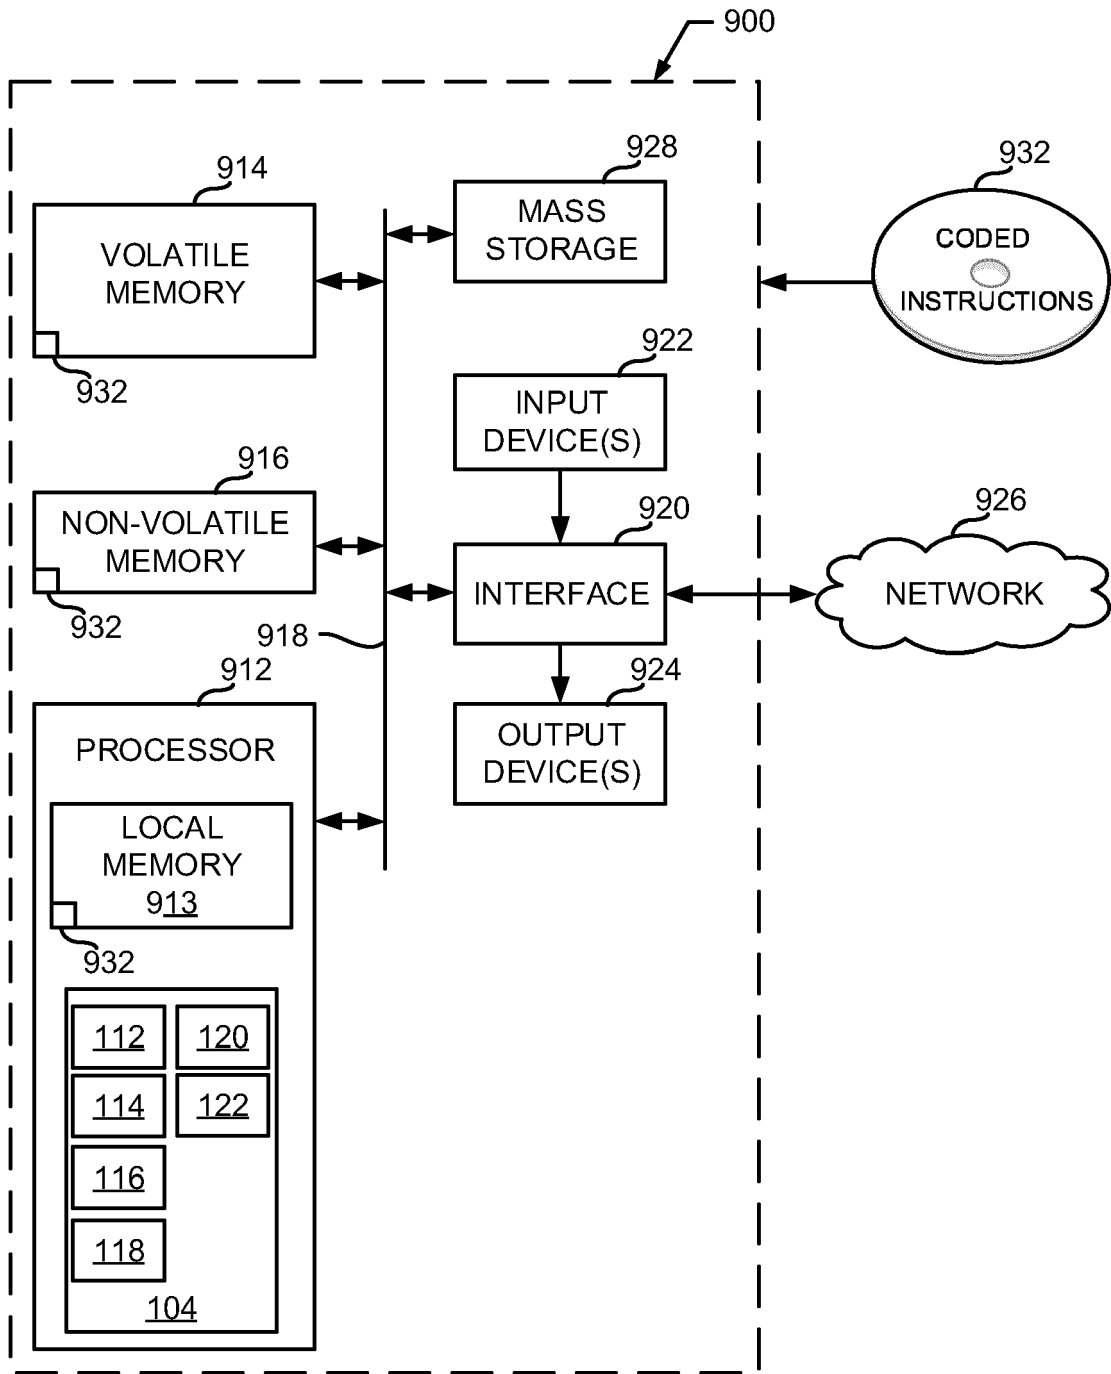 900
914
VOLATILE
MEMORY
932
928
MASS
STORAGE
932
CODED
INSTRUCTIONS
922
INPUT
DEVICE(S)
916
NON-VOLATILE
MEMORY
932
918
920
INTERFACE
926
NETWORK
924
OUTPUT
DEVICE(S)
912
PROCESSOR
LOCAL
MEMORY
913
932
112 120
114 122
116
118
104